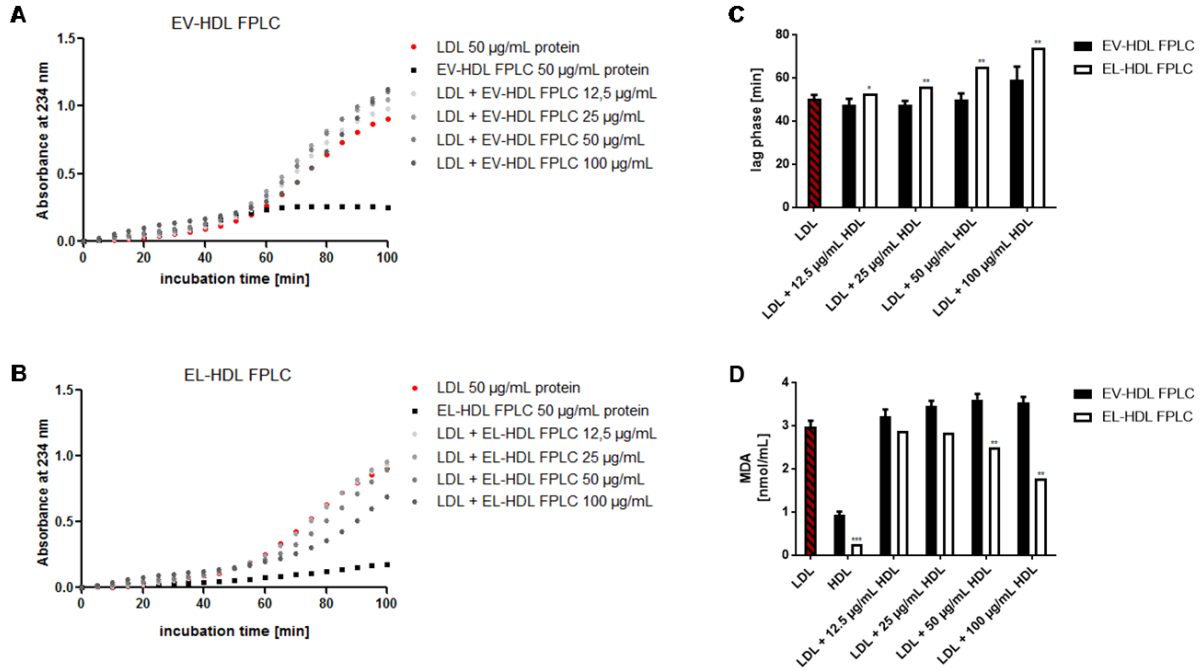 A
EV-HDL FPLC
1.5
1.0
0.5
0.0
Absorbance at 234 nm
0
20
40
60
80
100
incubation time [min]
LDL 50 µg/mL protein
EV-HDL FPLC 50 µg/mL protein
LDL + EV-HDL FPLC 12,5 µg/mL
LDL + EV-HDL FPLC 25 µg/mL
LDL + EV-HDL FPLC 50 µg/mL
LDL + EV-HDL FPLC 100 µg/mL
B
EL-HDL FPLC
1.5
1.0
0.5
0.0
Absorbance at 234 nm
0
20
40
60
80
100
incubation time [min]
LDL 50 µg/mL protein
EL-HDL FPLC 50 µg/mL protein
LDL + EL-HDL FPLC 12,5 µg/mL
LDL + EL-HDL FPLC 25 µg/mL
LDL + EL-HDL FPLC 50 µg/mL
LDL + EL-HDL FPLC 100 µg/mL
C
80
60
40
20
0
lag phase [min]
*
**
**
**
LDL
LDL + 12.5 µg/mL HDL
LDL + 25 µg/mL HDL
LDL + 50 µg/mL HDL
LDL + 100 µg/mL HDL
EV-HDL FPLC
EL-HDL FPLC
D
4
3
2
1
0
MDA
[nmol/mL]
***
**
**
LDL
HDL
LDL + 12.5 µg/mL HDL
LDL + 25 µg/mL HDL
LDL + 50 µg/mL HDL
LDL + 100 µg/mL HDL
EV-HDL FPLC
EL-HDL FPLC